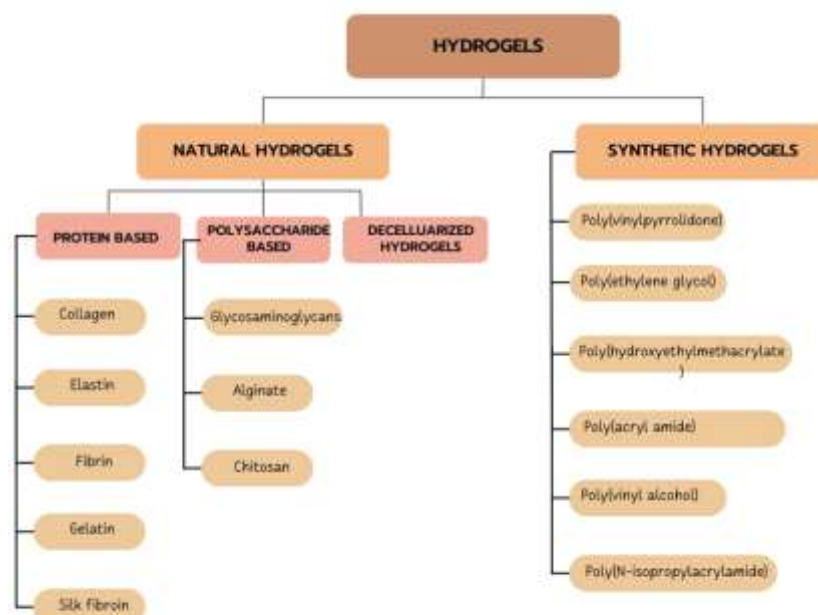 HYDROGELS
NATURAL HYDROGELS
SYNTHETIC HYDROGELS
PROTEIN BASED
POLYSACCHARIDE
BASED
DECELLUARIZED
HYDROGELS
Collagen
Elastin
Fibrin
Gelatin
Silk fibroin
Glycosaminoglycans
Alginate
Chitosan
Poly(vinylpyrrolidone)
Poly(ethylene glycol)
Poly(hydroxyethylmethacrylate
)
Poly(acryl amide)
Poly(vinyl alcohol)
Poly(N-isopropylacrylamide)